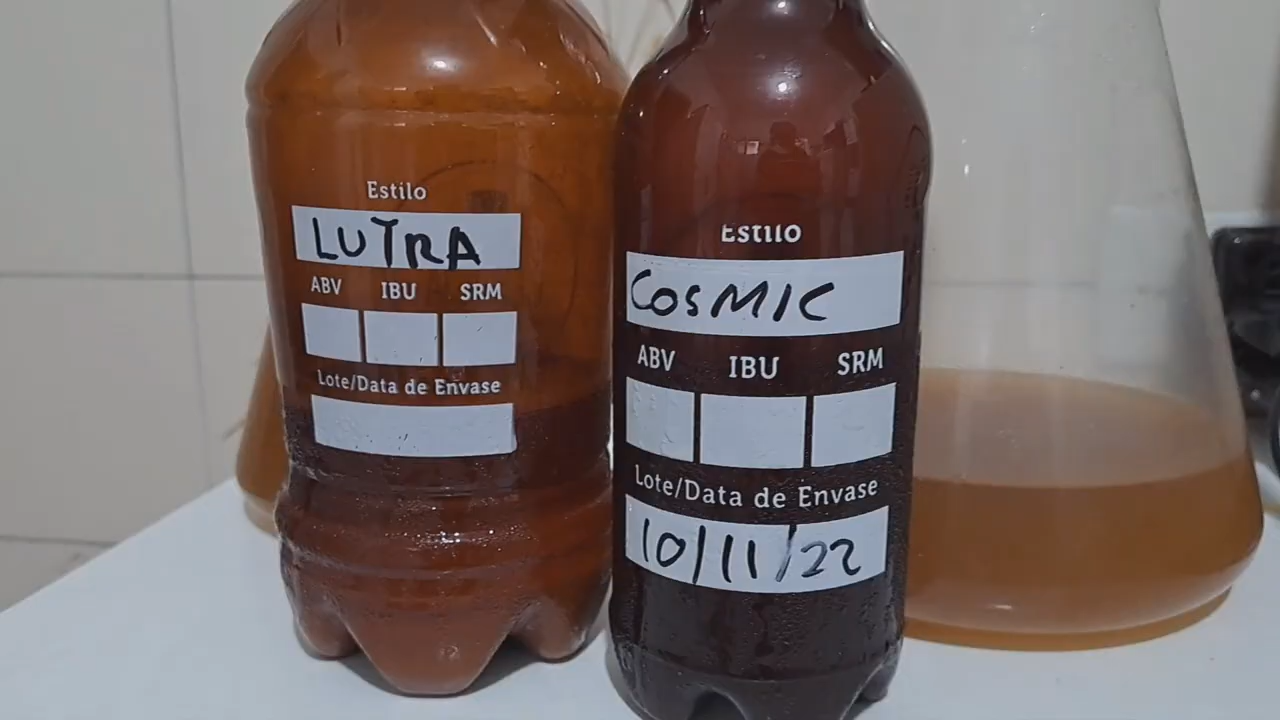 Estilo
LUTRA
ABV IBU SRM
Lote/Data de Envase
Estilo
COSMIC
ABV IBU SRM
Lote/Data de Envase
10/11/22